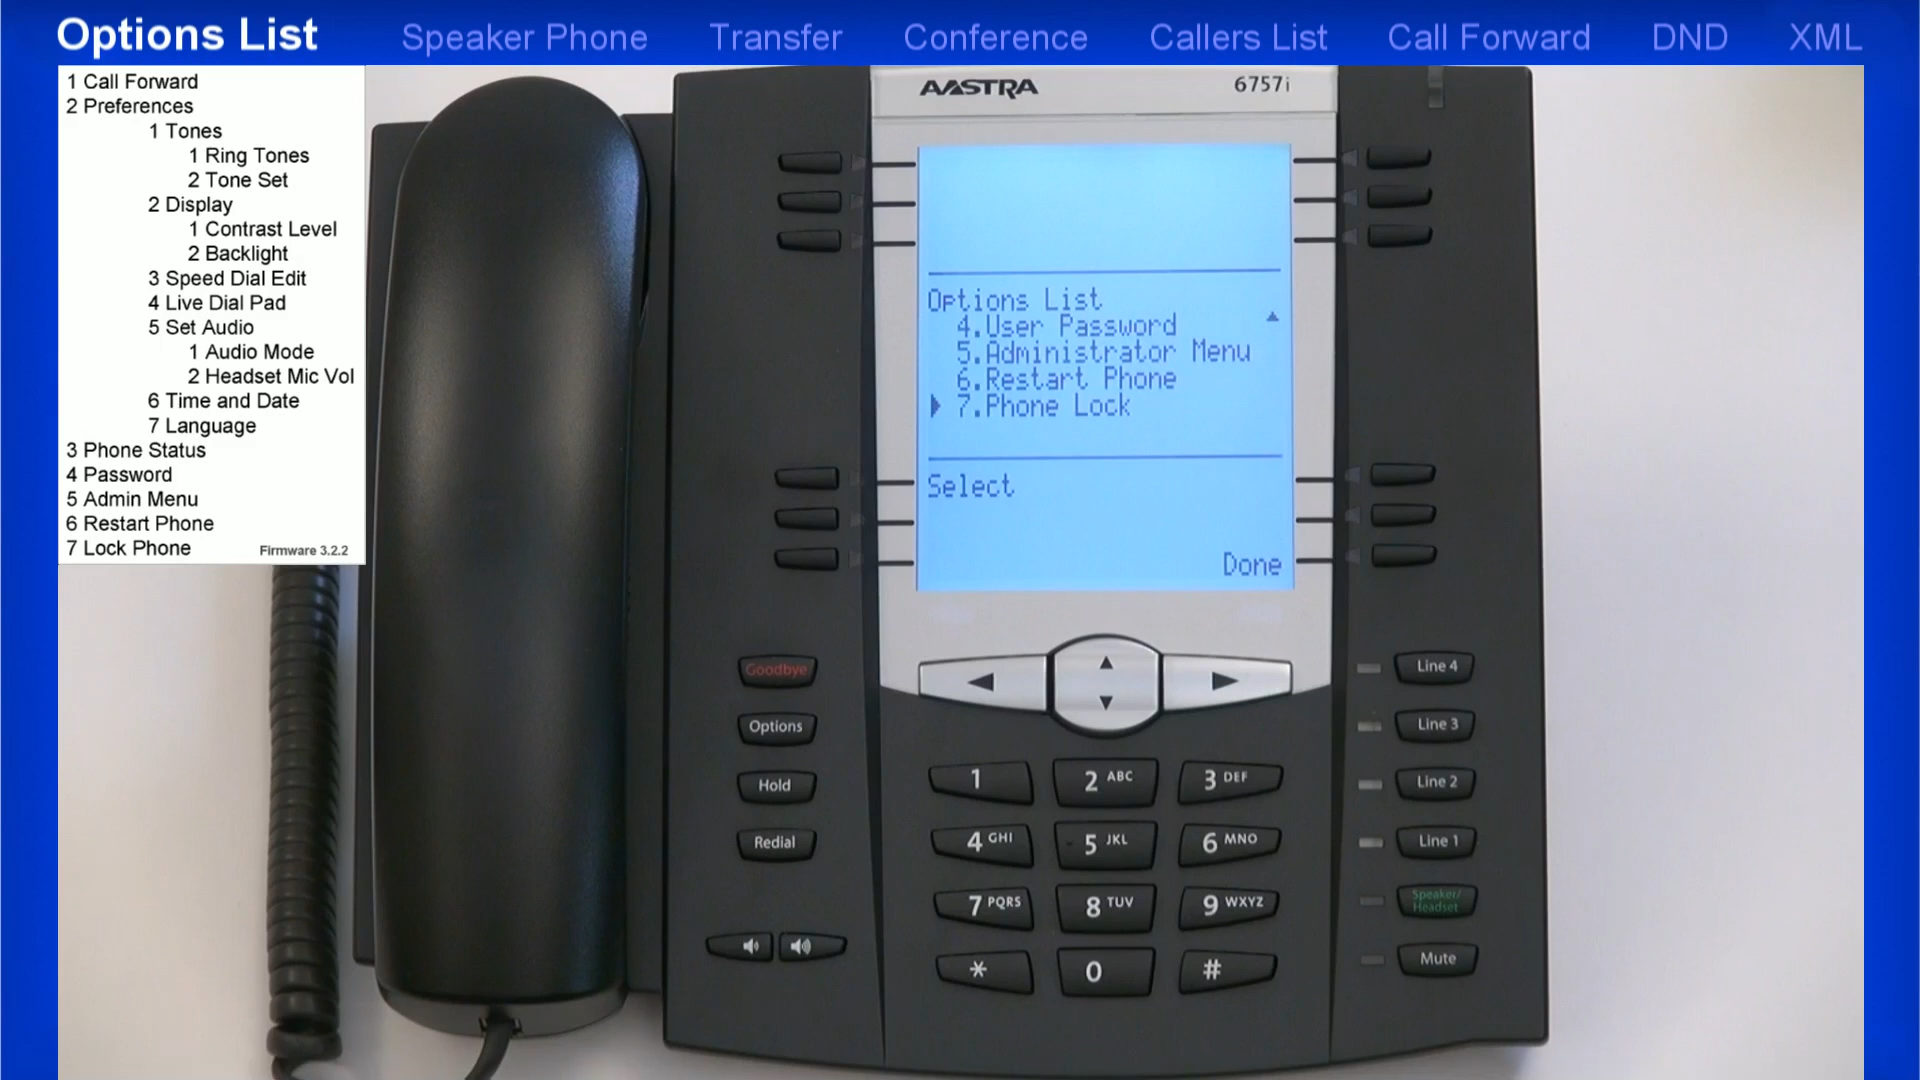 Options List Speaker Phone Transfer Conference Callers List Call Forward DND XML
1 Call Forward
2 Preferences
1 Tones
1 Ring Tones
2 Tone Set
2 Display
1 Contrast Level
2 Backlight
3 Speed Dial Edit
4 Live Dial Pad
5 Set Audio
1 Audio Mode
2 Headset Mic Vol
6 Time and Date
7 Language
3 Phone Status
4 Password
5 Admin Menu
6 Restart Phone
7 Lock Phone
Firmware 3.2.2
AASTRA 6757i
Options List
4.User Password
5.Administrator Menu
6.Restart Phone
7.Phone Lock
Select
Done
Goodbye
Options
Hold
Redial
1 2 ABC 3 DEF
4 GHI 5 JKL 6 MNO
7 PQRS 8 TUV 9 WXYZ
* 0 #
Line 4
Line 3
Line 2
Line 1
Speaker/
Headset
Mute